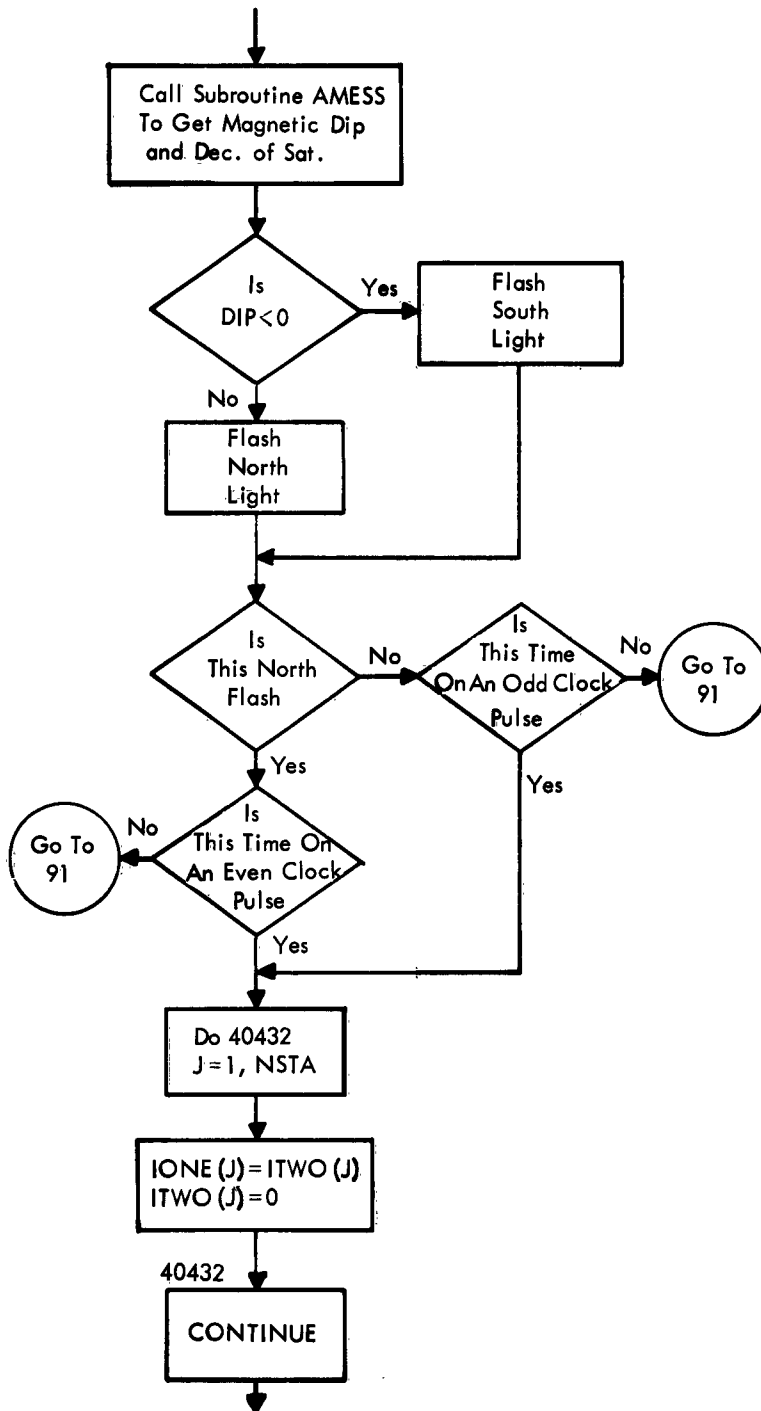 Call Subroutine AMESS
To Get Magnetic Dip
and Dec. of Sat.
Is
DIP<0
Yes
Flash
South
Light
No
Flash
North
Light
Is
This North
Flash
No
Is
This Time
On An Odd Clock
Pulse
No
Go To
91
Yes
Yes
Go To
91
No
Is
This Time On
An Even Clock
Pulse
Yes
Do 40432
J=1, NSTA
IONE (J)=ITWO (J)
ITWO (J)=0
40432
CONTINUE